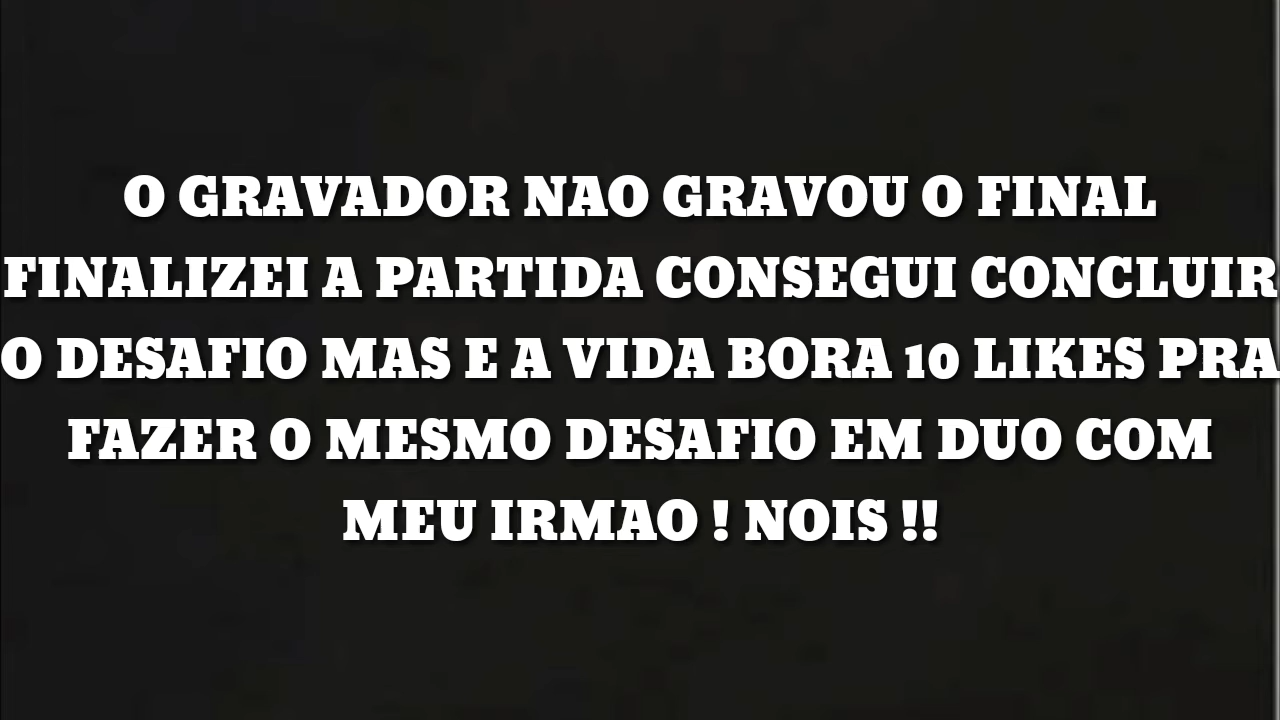 O GRAVADOR NAO GRAVOU O FINAL
FINALIZEI A PARTIDA CONSEGUI CONCLUIR
O DESAFIO MAS E A VIDA BORA 10 LIKES PRA
FAZER O MESMO DESAFIO EM DUO COM
MEU IRMAO ! NOIS !!